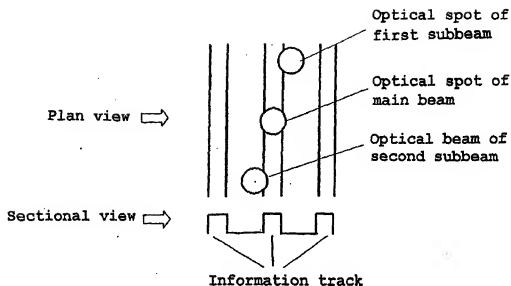 Optical spot of
first subbeam
Optical spot of
main beam
Plan view
Optical beam of
second subbeam
Sectional view
Information track